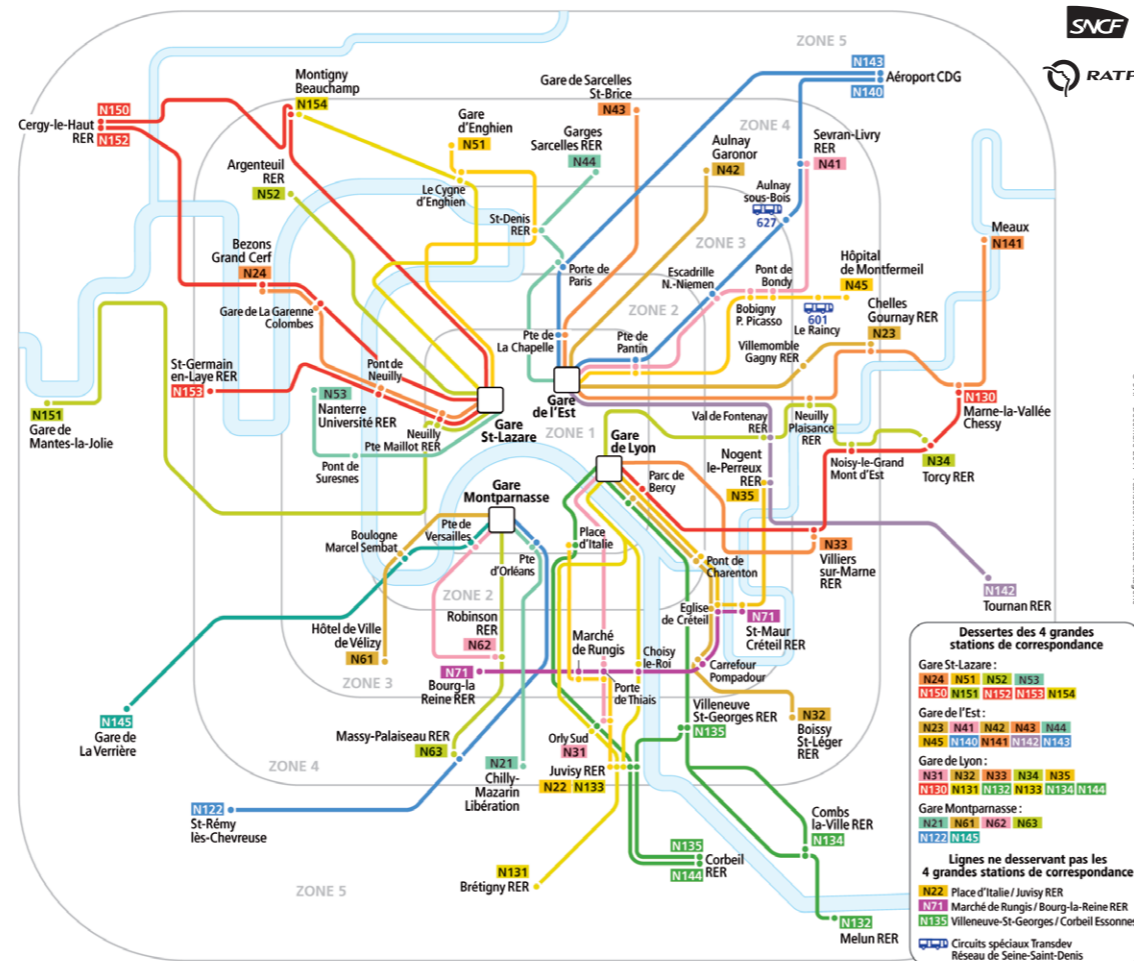 SNCF
RATP
ZONE 5
N143
Aéroport CDG
N140
Montigny
Beauchamp
N154
Gare de Sarcelles
St-Brice
N43
N150
Cergy-le-Haut
RER
N152
Gare
d'Enghien
N51
Garges
Sarcelles RER
N44
ZONE 4
Sevran-Livry
RER
N41
Aulnay
Garonor
N42
Argenteuil
RER
N52
Le Cygne
d'Enghien
Aulnay
sous-Bois
627
St-Denis
RER
Meaux
N141
Bezons
Grand Cerf
N24
ZONE 3
Porte de
Paris
Escadrille
N.-Niemen
Pont de
Bondy
Hôpital
de Montfermeil
N45
Gare de La Garenne
Colombes
ZONE 2
Bobigny
P. Picasso
601
Le Raincy
Chelles
Gournay RER
N23
Pte de
La Chapelle
Pte de
Pantin
Villemomble
Gagny RER
St-Germain
en-Laye RER
N153
Pont de
Neuilly
N53
Nanterre
Université RER
Gare
St-Lazare
Gare
de l'Est
N130
Marne-la-Vallée
Chessy
N151
Gare de
Mantes-la-Jolie
Neuilly
Pte Maillot RER
ZONE 1
Val de Fontenay
RER
Neuilly
Plaisance
RER
Pont de
Suresnes
Gare
de Lyon
Nogent
le-Perreux
RER
N35
Noisy-le-Grand
Mont d'Est
N34
Torcy RER
Parc de
Bercy
Gare
Montparnasse
Pte de
Versailles
Place
d'Italie
N33
Villiers
sur-Marne
RER
Boulogne
Marcel Sembat
Pte
d'Orléans
Pont de
Charenton
N142
Tournan RER
ZONE 2
Robinson
RER
N62
Eglise
de Créteil
N71
St-Maur
Créteil RER
Hôtel de Ville
de Vélizy
N61
Marché
de Rungis
Choisy
le-Roi
ZONE 3
N71
Bourg-la
Reine RER
Carrefour
Pompadour
Porte
de Thiais
N145
Gare de
La Verrière
Massy-Palaiseau RER
N63
Villeneuve
St-Georges RER
N135
N32
Boissy
St-Léger
RER
Orly Sud
N31
ZONE 4
N21
Chilly-
Mazarin
Libération
Juvisy RER
N22 N133
N122
St-Rémy
lès-Chevreuse
Combs
la-Ville RER
N134
N135
Corbeil
RER
N144
N131
Brétigny RER
ZONE 5
N132
Melun RER
Dessertes des 4 grandes
stations de correspondance
Gare St-Lazare :
N24 N51 N52 N53
N150 N151 N152 N153 N154
Gare de l'Est :
N23 N41 N42 N43 N44
N45 N140 N141 N142 N143
Gare de Lyon :
N31 N32 N33 N34 N35
N130 N131 N132 N133 N134 N144
Gare Montparnasse :
N21 N61 N62 N63
N122 N145
Lignes ne desservant pas les
4 grandes stations de correspondance
N22 Place d'Italie / Juvisy RER
N71 Marché de Rungis / Bourg-la-Reine RER
N135 Villeneuve-St-Georges / Corbeil Essonnes
Circuits spéciaux Transdev
Réseau de Seine-Saint-Denis